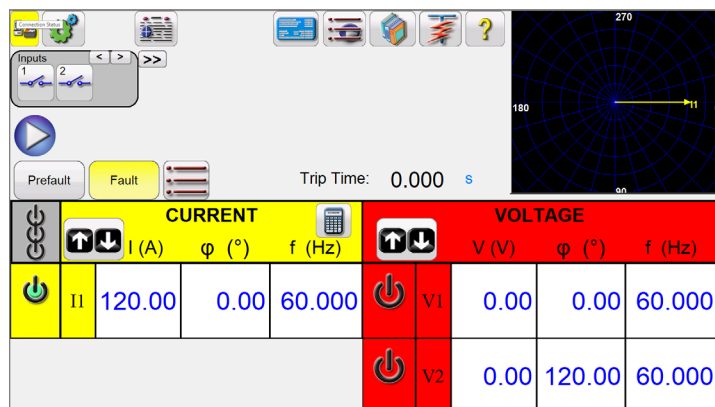 Connection Status
270
Inputs
< >
>>
1 2
180
I1
Prefault
Fault
Trip Time: 0.000 s
90
CURRENT
VOLTAGE
I (A) φ (°) f (Hz)
V (V) φ (°) f (Hz)
I1 120.00 0.00 60.000
V1 0.00 0.00 60.000
V2 0.00 120.00 60.000